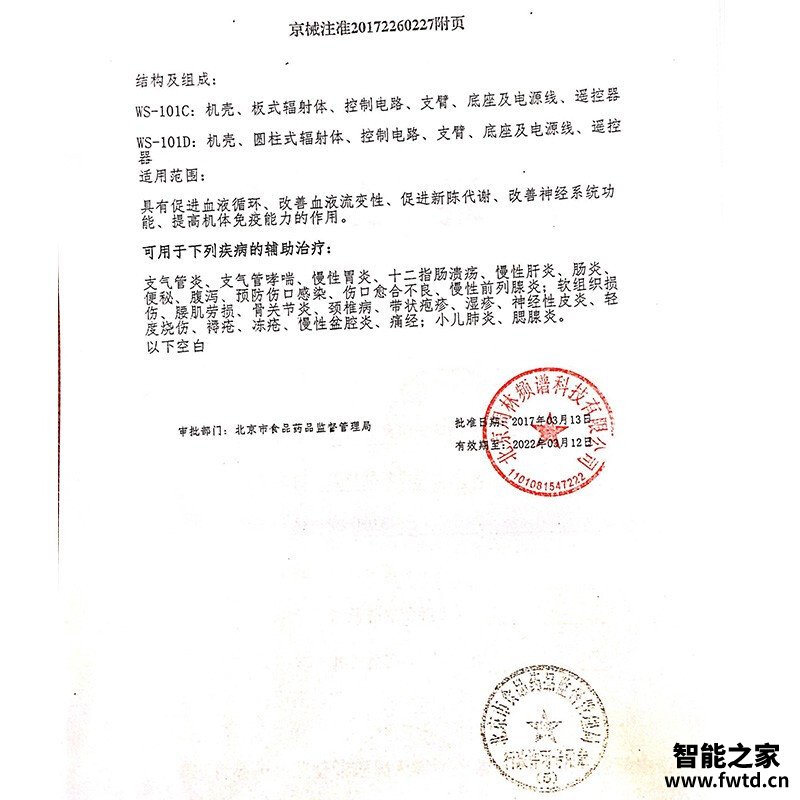 京械注准20172260227附页
结构及组成：
WS-101C：机壳、板式辐射体、控制电路、支臂、底座及电源线、遥控器
WS-101D：机壳、圆柱式辐射体、控制电路、支臂、底座及电源线、遥控
器
适用范围：
具有促进血液循环、改善血液流变性、促进新陈代谢、改善神经系统功
能、提高机体免疫能力的作用。
可用于下列疾病的辅助治疗：
支气管炎、支气管哮喘、慢性胃炎、十二指肠溃疡、慢性肝炎、肠炎、
便秘、腹泻、预防伤口感染、伤口愈合不良、慢性前列腺炎；软组织损
伤、腰肌劳损、骨关节炎、颈椎病、带状疱疹、湿疹、神经性皮炎、轻
度烧伤、褥疮、冻疮、慢性盆腔炎、痛经；小儿肺炎、腮腺炎。
以下空白
审批部门：北京市食品药品监督管理局
批准日期：2017年03月13日
有效期至：2022年03月12日
北京周林频谱科技有限公司
1101081547222
北京市食品药品监督管理局
(5)
智能之家
www.fwtd.cn